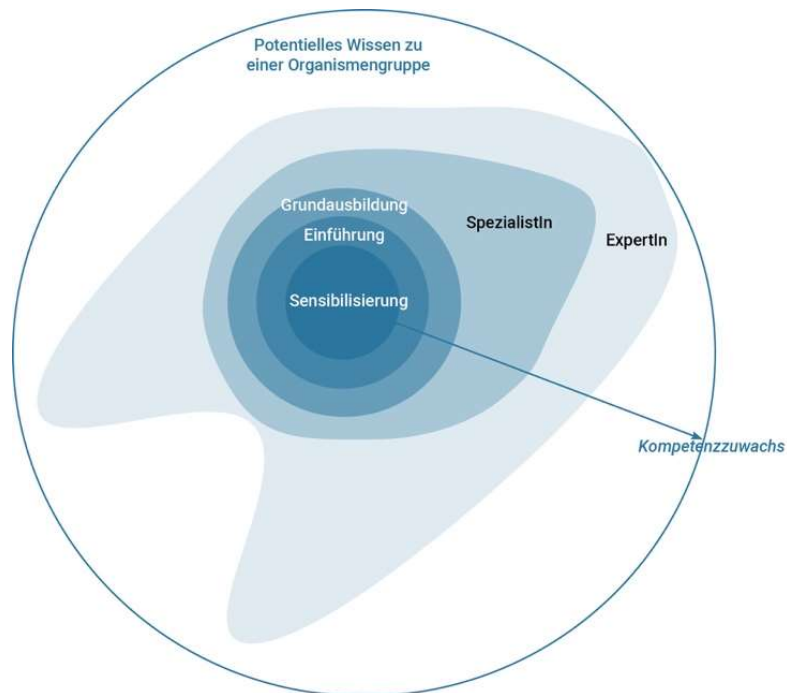 Potentielles Wissen zu
einer Organismengruppe
Grundausbildung
Einführung
SpezialistIn
ExpertIn
Sensibilisierung
Kompetenzzuwachs